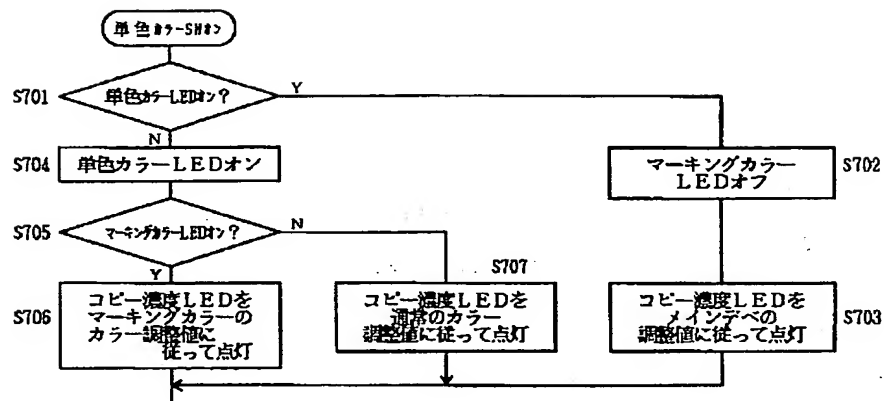 単色カラーSHオン
S701
単色カラーLEDオン?
Y
N
S704
単色カラーLEDオン
マーキングカラー
LEDオフ
S702
S705
マーキングカラーLEDオン?
N
Y
S707
S706
コピー濃度LEDを
マーキングカラーの
カラー調整値に
従って点灯
コピー濃度LEDを
通常のカラー
調整値に従って点灯
コピー濃度LEDを
メインデベの
調整値に従って点灯
S703